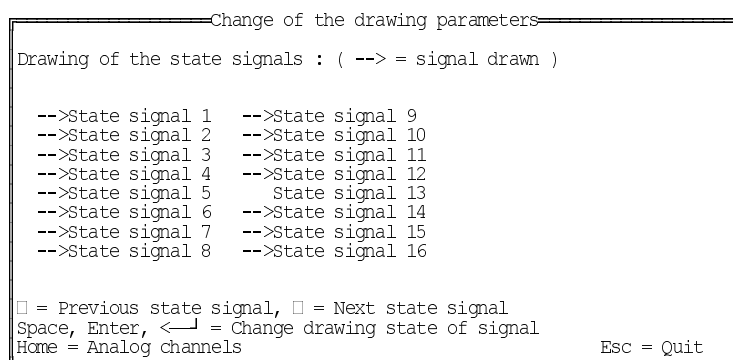 Change of the drawing parameters
Drawing of the state signals : ( --> = signal drawn )
-->State signal 1   -->State signal 9
-->State signal 2   -->State signal 10
-->State signal 3   -->State signal 11
-->State signal 4   -->State signal 12
-->State signal 5   State signal 13
-->State signal 6   -->State signal 14
-->State signal 7   -->State signal 15
-->State signal 8   -->State signal 16
□ = Previous state signal, □ = Next state signal
Space, Enter, <—┘ = Change drawing state of signal
Home = Analog channels   Esc = Quit